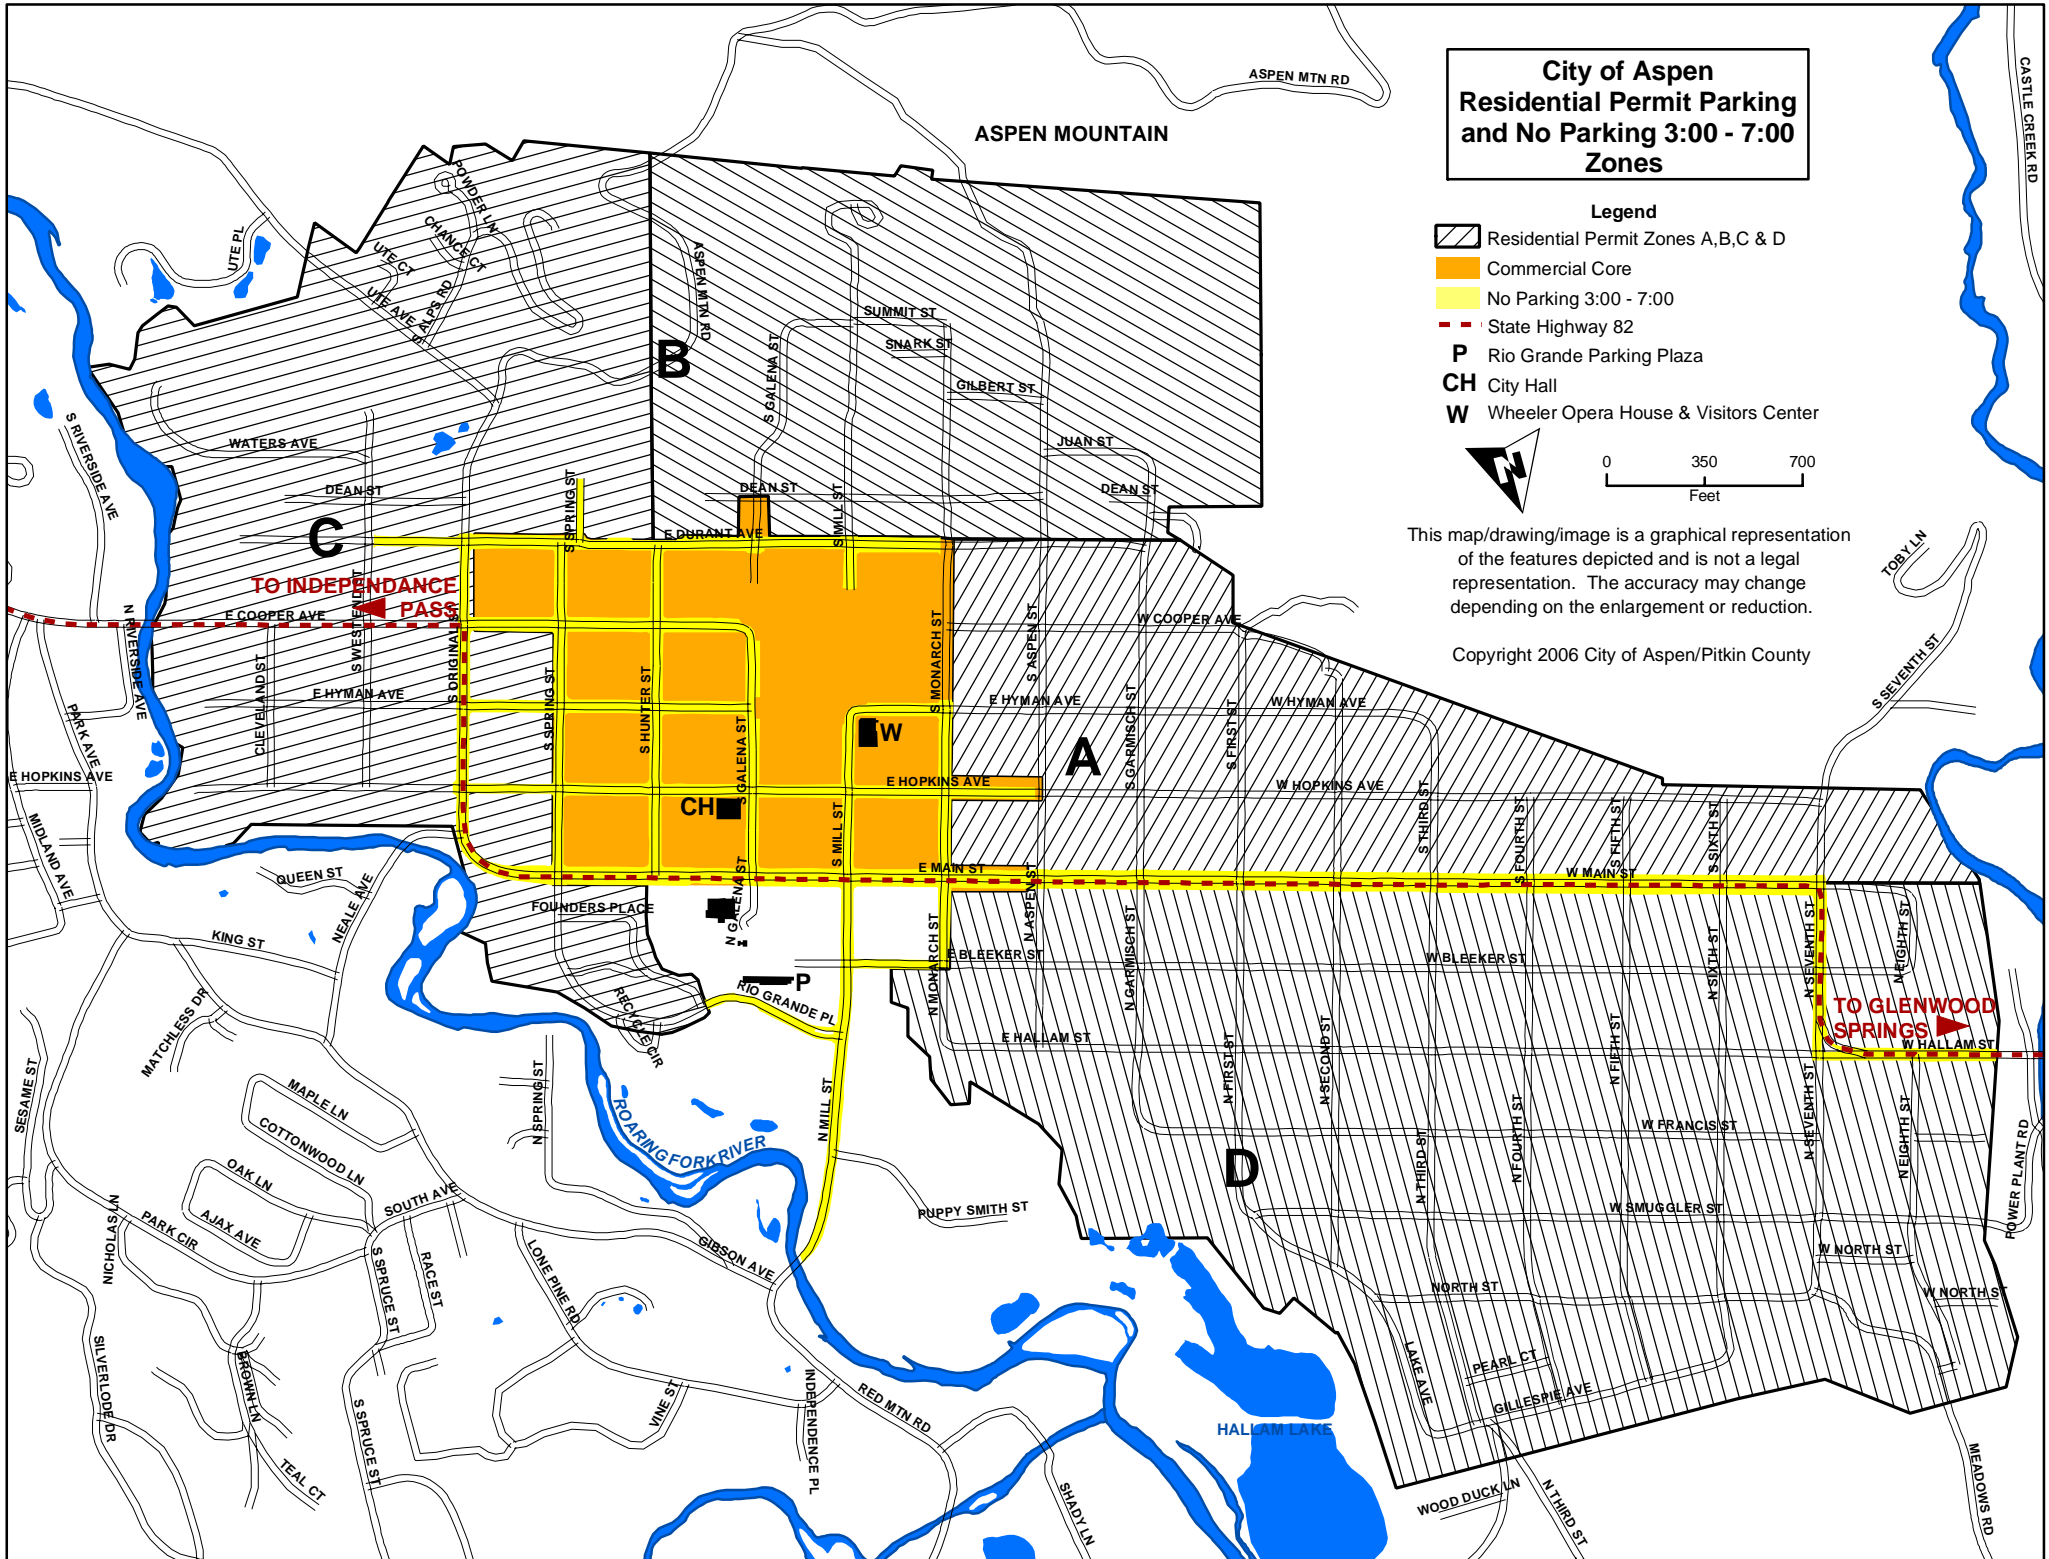 City of Aspen
Residential Permit Parking
and No Parking 3:00 - 7:00
Zones
Legend
Residential Permit Zones A,B,C & D
Commercial Core
No Parking 3:00 - 7:00
State Highway 82
P Rio Grande Parking Plaza
CH City Hall
W Wheeler Opera House & Visitors Center
N
0 350 700
Feet
This map/drawing/image is a graphical representation
of the features depicted and is not a legal
representation. The accuracy may change
depending on the enlargement or reduction.
Copyright 2006 City of Aspen/Pitkin County
ASPEN MTN RD
ASPEN MOUNTAIN
CASTLE CREEK RD
POWDER LN
CHANCE CT
UTE PL
UTE CT
UTE AVE
S ALPS RD
ASPEN MTN RD
B
SUMMIT ST
SNARK ST
S GALENA ST
GILBERT ST
JUAN ST
WATERS AVE
S RIVERSIDE AVE
DEAN ST
DEAN ST
DEAN ST
S SPRING ST
S MILL ST
C
E DURANT AVE
TOBY LN
TO INDEPENDANCE
PASS
E COOPER AVE
W COOPER AVE
N RIVERSIDE AVE
S WESTEND ST
S ORIGINAL ST
S MONARCH ST
S ASPEN ST
S SEVENTH ST
CLEVELAND ST
E HYMAN AVE
E HYMAN AVE
W HYMAN AVE
PARK AVE
S SPRING ST
S HUNTER ST
S GALENA ST
W
A
S GARMISCH ST
S FIRST ST
E HOPKINS AVE
E HOPKINS AVE
W HOPKINS AVE
CH
MIDLAND AVE
S MILL ST
S THIRD ST
S FOURTH ST
S FIFTH ST
S SIXTH ST
E MAIN ST
W MAIN ST
QUEEN ST
NEALE AVE
FOUNDERS PLACE
N GALENA ST
N ASPEN ST
KING ST
N MONARCH ST
E BLEEKER ST
W BLEEKER ST
N GARMISCH ST
N SIXTH ST
N SEVENTH ST
N EIGHTH ST
P
RIO GRANDE PL
RECYCLE CIR
MATCHLESS DR
TO GLENWOOD
SPRINGS
E HALLAM ST
W HALLAM ST
N FIRST ST
N SECOND ST
N FIFTH ST
SESAME ST
MAPLE LN
N SPRING ST
ROARING FORK RIVER
N MILL ST
COTTONWOOD LN
W FRANCIS ST
N THIRD ST
N FOURTH ST
N SEVENTH ST
N EIGHTH ST
POWER PLANT RD
OAK LN
D
SOUTH AVE
AJAX AVE
PARK CIR
NICHOLAS LN
PUPPY SMITH ST
W SMUGGLER ST
GIBSON AVE
W NORTH ST
S SPRUCE ST
RACE ST
LONE PINE RD
NORTH ST
W NORTH ST
SILVERLODE DR
BROWN LN
PEARL CT
LAKE AVE
GILLESPIE AVE
VINE ST
INDEPENDENCE PL
RED MTN RD
HALLAM LAKE
S SPRUCE ST
TEAL CT
SHADY LN
WOOD DUCK LN
N THIRD ST
MEADOWS RD